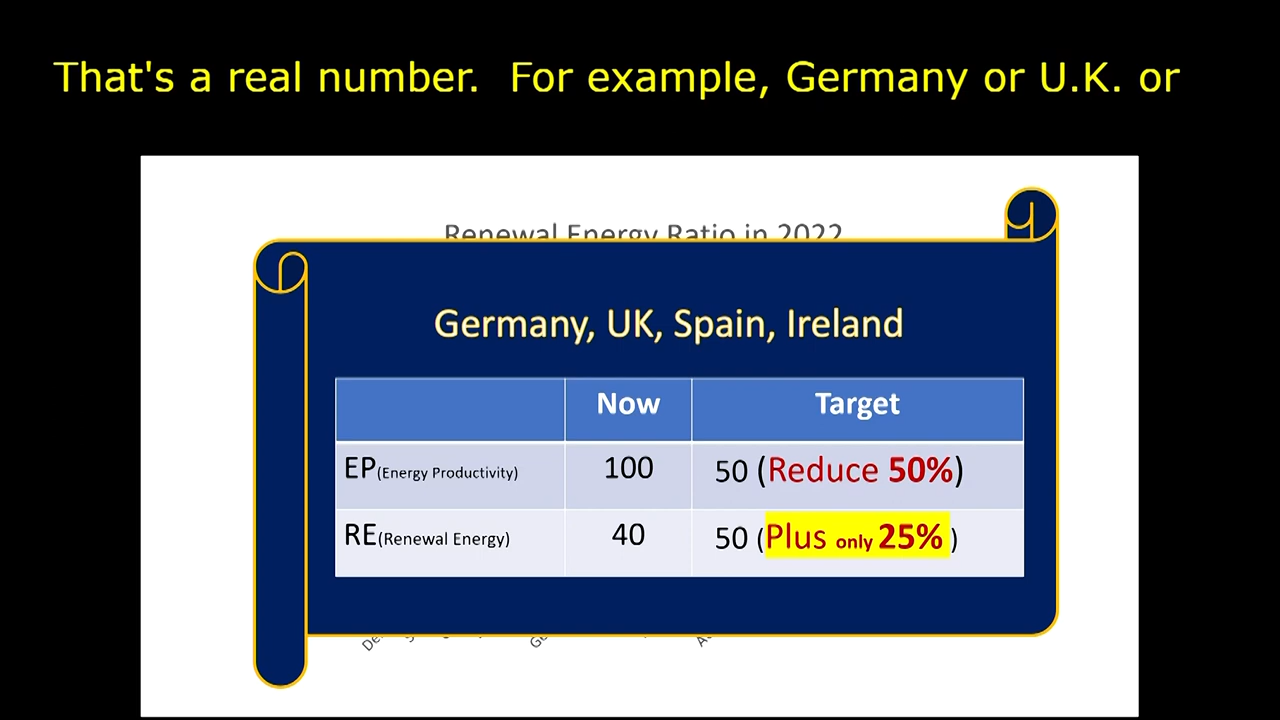 That's a real number.  For example, Germany or U.K. or
Renewal Energy Ratio in 2022
Germany, UK, Spain, Ireland
Now Target
EP(Energy Productivity) 100 50 (Reduce 50%)
RE(Renewal Energy) 40 50 (Plus only 25% )